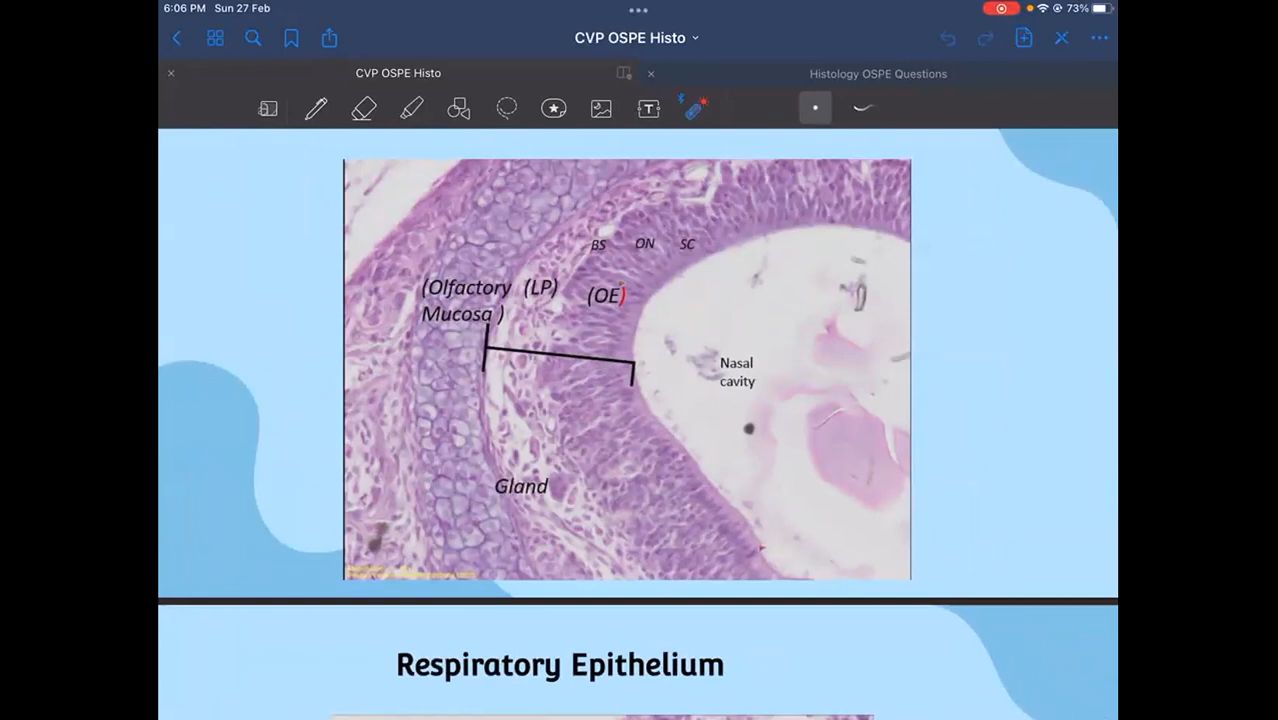 6:06 PM Sun 27 Feb
73%
CVP OSPE Histo
CVP OSPE Histo
Histology OSPE Questions
BS ON SC
(Olfactory (LP) (OE)
Mucosa )
Nasal
cavity
Gland
Respiratory Epithelium